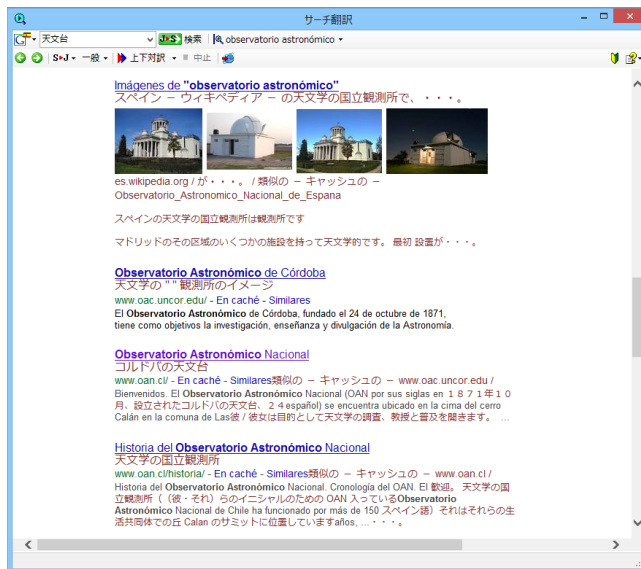 サーチ翻訳
天文台 J▸S 検索 observatorio astronómico
S▸J 一般 上下対訳 中止
Imágenes de "observatorio astronómico"
スペイン － ウィキペディア － の天文学の国立観測所で、・・・。
es.wikipedia.org / が・・・。 / 類似の － キャッシュの －
Observatorio_Astronomico_Nacional_de_Espana
スペインの天文学の国立観測所は観測所です
マドリッドのその区域のいくつかの施設を持って天文学的です。 最初 設置が・・・。
Observatorio Astronómico de Córdoba
天文学の " " 観測所のイメージ
www.oac.uncor.edu/ - En caché - Similares
El Observatorio Astronómico de Córdoba, fundado el 24 de octubre de 1871,
tiene como objetivos la investigación, enseñanza y divulgación de la Astronomía.
Observatorio Astronómico Nacional
コルドバの天文台
www.oan.cl/ - En caché - Similares類似の － キャッシュの － www.oac.uncor.edu /
Bienvenidos. El Observatorio Astronómico Nacional (OAN por sus siglas en １８７１年１０
月、設立されたコルドバの天文台、２４español) se encuentra ubicado en la cima del cerro
Calán en la comuna de Las彼 / 彼女は目的として天文学の調査、教授と普及を聞きます。 ...
Historia del Observatorio Astronómico Nacional
天文学の国立観測所
www.oan.cl/historia/ - En caché - Similares類似の － キャッシュの － www.oan.cl /
Historia del Observatorio Astronómico Nacional. Cronología del OAN. El 歓迎。 天文学の国
立観測所（（彼・それ）らのイニシャルのための OAN 入っているObservatorio
Astronómico Nacional de Chile ha funcionado por más de 150 スペイン語）それはそれらの生
活共同体での丘 Calan のサミットに位置していますaños, ...・・・。